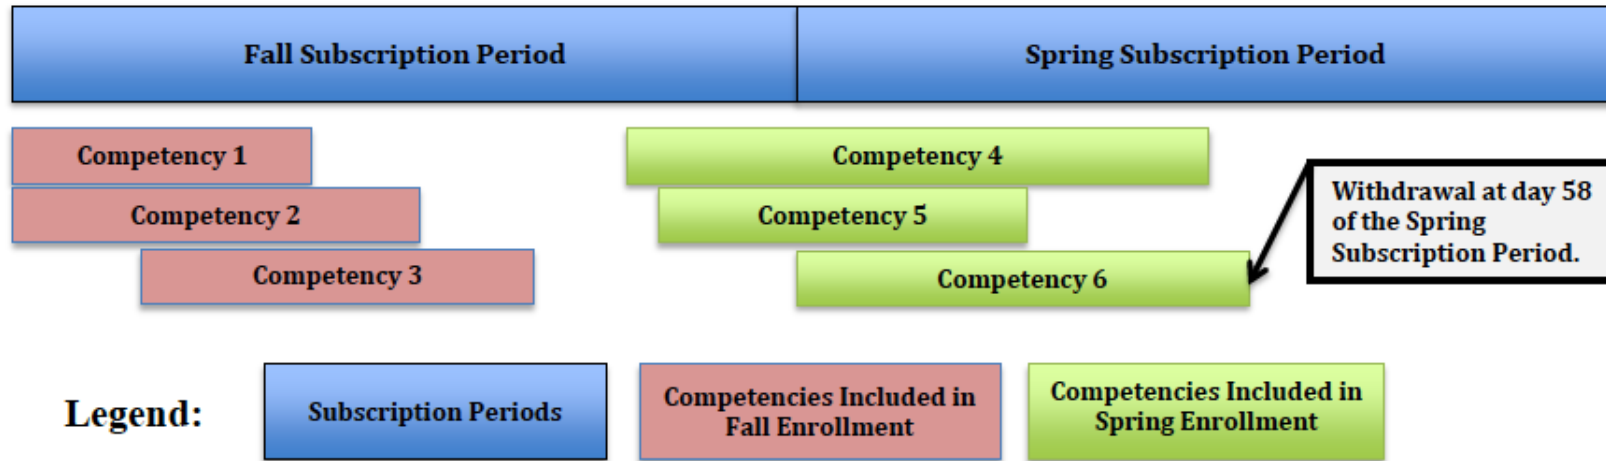 Fall Subscription Period
Spring Subscription Period
Competency 1
Competency 4
Competency 2
Competency 5
Competency 3
Competency 6
Withdrawal at day 58
of the Spring
Subscription Period.
Legend:
Subscription Periods
Competencies Included in
Fall Enrollment
Competencies Included in
Spring Enrollment